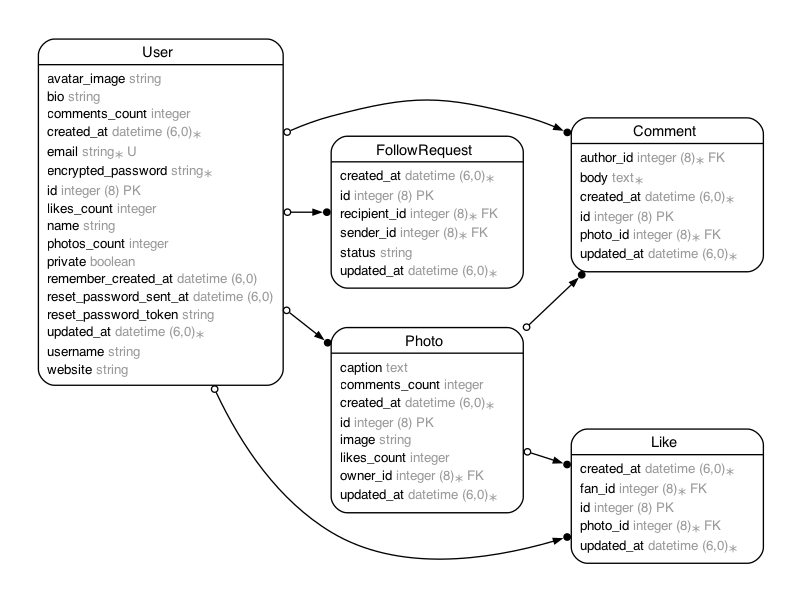 User
avatar_image string
bio string
comments_count integer
created_at datetime (6,0)∗
email string∗ U
encrypted_password string∗
id integer (8) PK
likes_count integer
name string
photos_count integer
private boolean
remember_created_at datetime (6,0)
reset_password_sent_at datetime (6,0)
reset_password_token string
updated_at datetime (6,0)∗
username string
website string
FollowRequest
created_at datetime (6,0)∗
id integer (8) PK
recipient_id integer (8)∗ FK
sender_id integer (8)∗ FK
status string
updated_at datetime (6,0)∗
Photo
caption text
comments_count integer
created_at datetime (6,0)∗
id integer (8) PK
image string
likes_count integer
owner_id integer (8)∗ FK
updated_at datetime (6,0)∗
Comment
author_id integer (8)∗ FK
body text∗
created_at datetime (6,0)∗
id integer (8) PK
photo_id integer (8)∗ FK
updated_at datetime (6,0)∗
Like
created_at datetime (6,0)∗
fan_id integer (8)∗ FK
id integer (8) PK
photo_id integer (8)∗ FK
updated_at datetime (6,0)∗